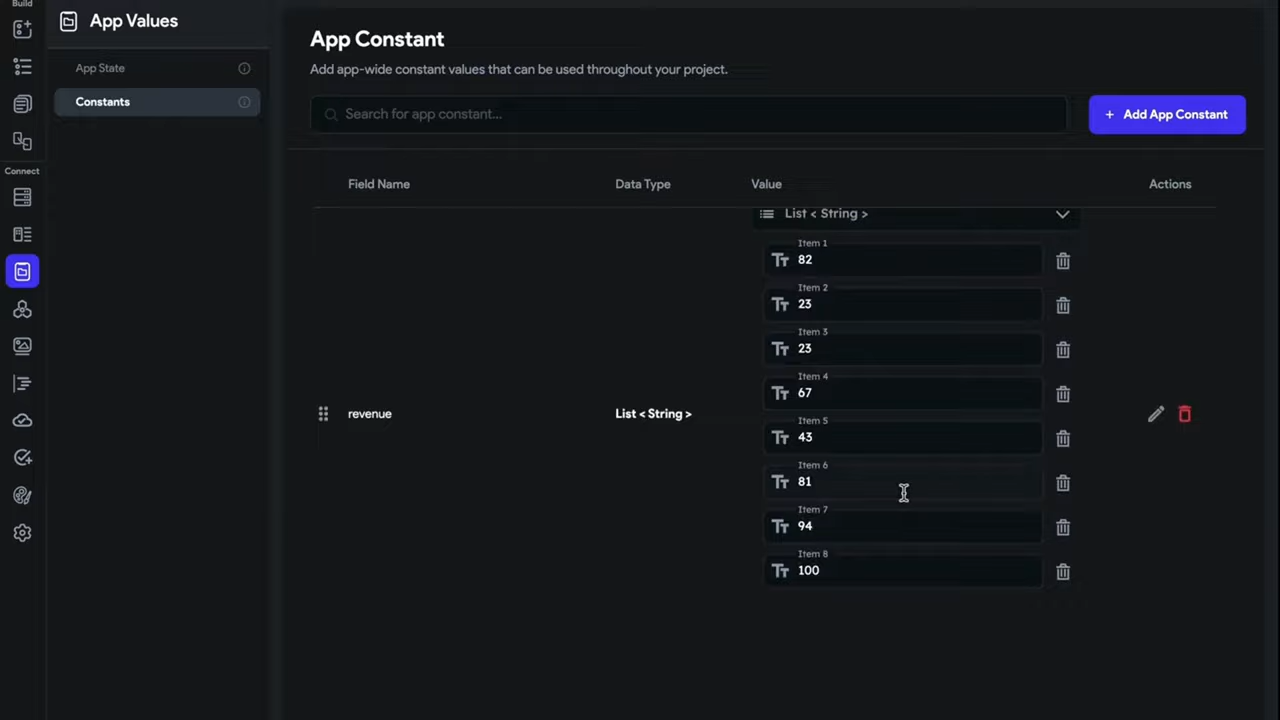 Build
App Values
App State
Constants
Connect
App Constant
Add app-wide constant values that can be used throughout your project.
Search for app constant...
+ Add App Constant
Field Name Data Type Value Actions
List < String >
revenue List < String >
Item 1
82
Item 2
23
Item 3
23
Item 4
67
Item 5
43
Item 6
81
Item 7
94
Item 8
100